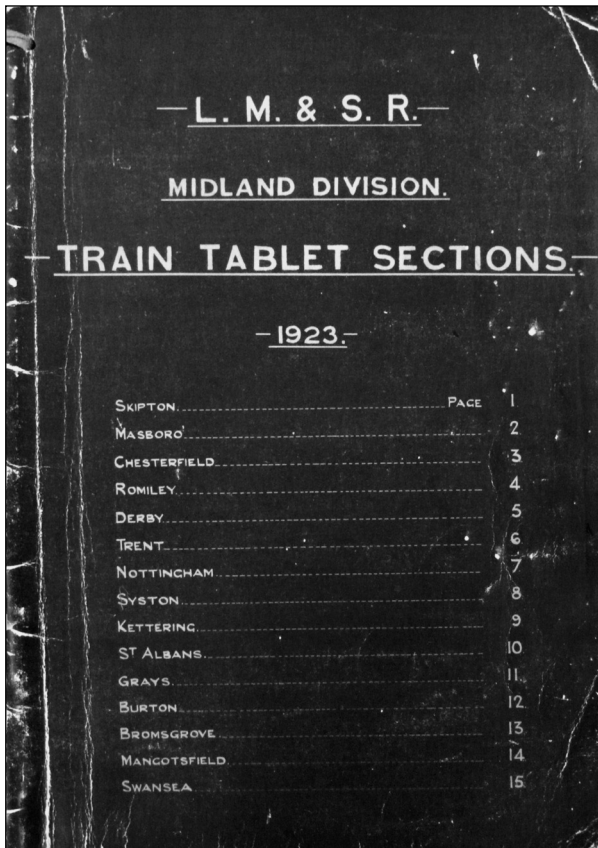 — L. M. & S. R. —
MIDLAND DIVISION.
— TRAIN TABLET SECTIONS. —
— 1923. —
SKIPTON. PAGE 1
MASBORO' 2
CHESTERFIELD 3
ROMILEY 4
DERBY 5
TRENT 6
NOTTINGHAM 7
SYSTON 8
KETTERING 9
ST ALBANS. 10
GRAYS. 11
BURTON 12
BROMSGROVE 13
MANGOTSFIELD 14
SWANSEA 15